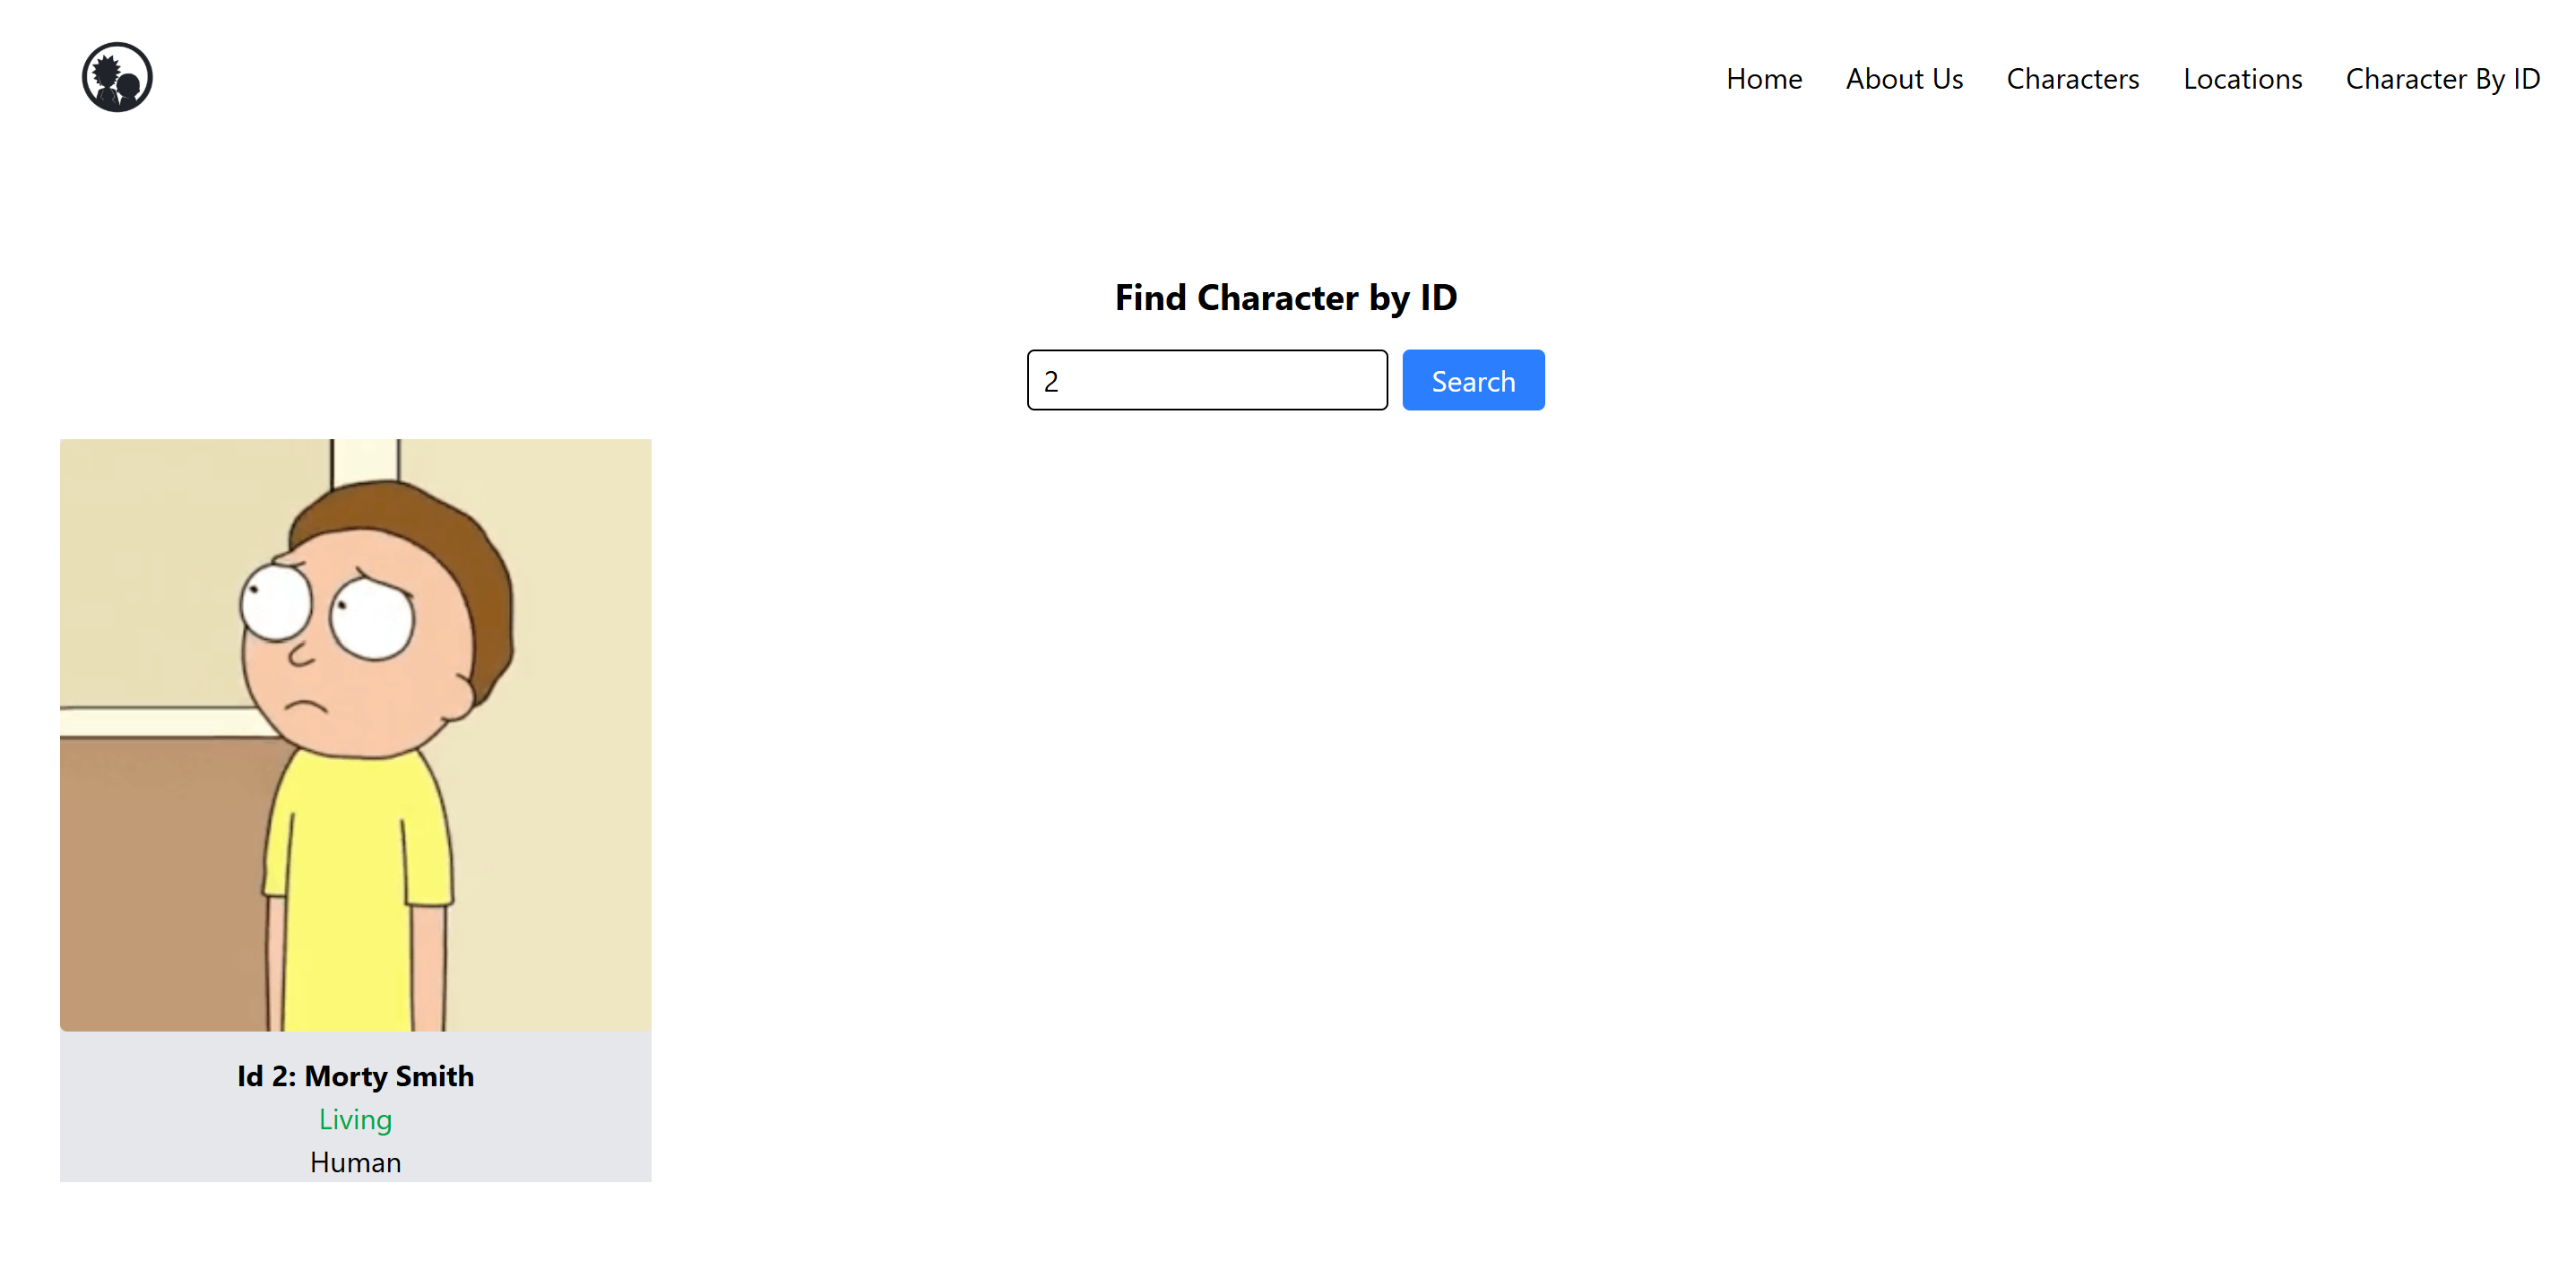 Home About Us Characters Locations Character By ID
Find Character by ID
2 Search
Id 2: Morty Smith
Living
Human